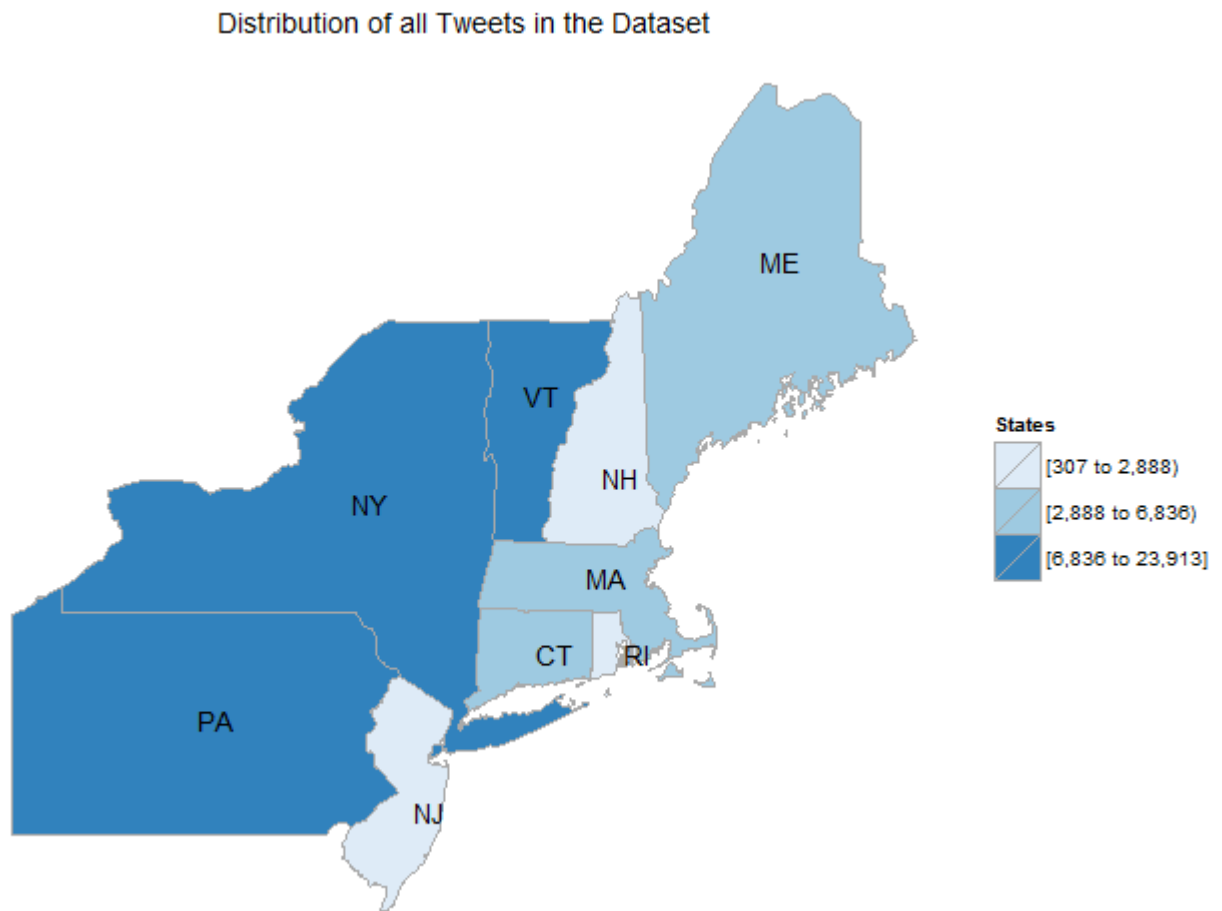 Distribution of all Tweets in the Dataset
ME
VT
NH
NY
MA
CT
RI
PA
NJ
States
[307 to 2,888)
[2,888 to 6,836)
[6,836 to 23,913]